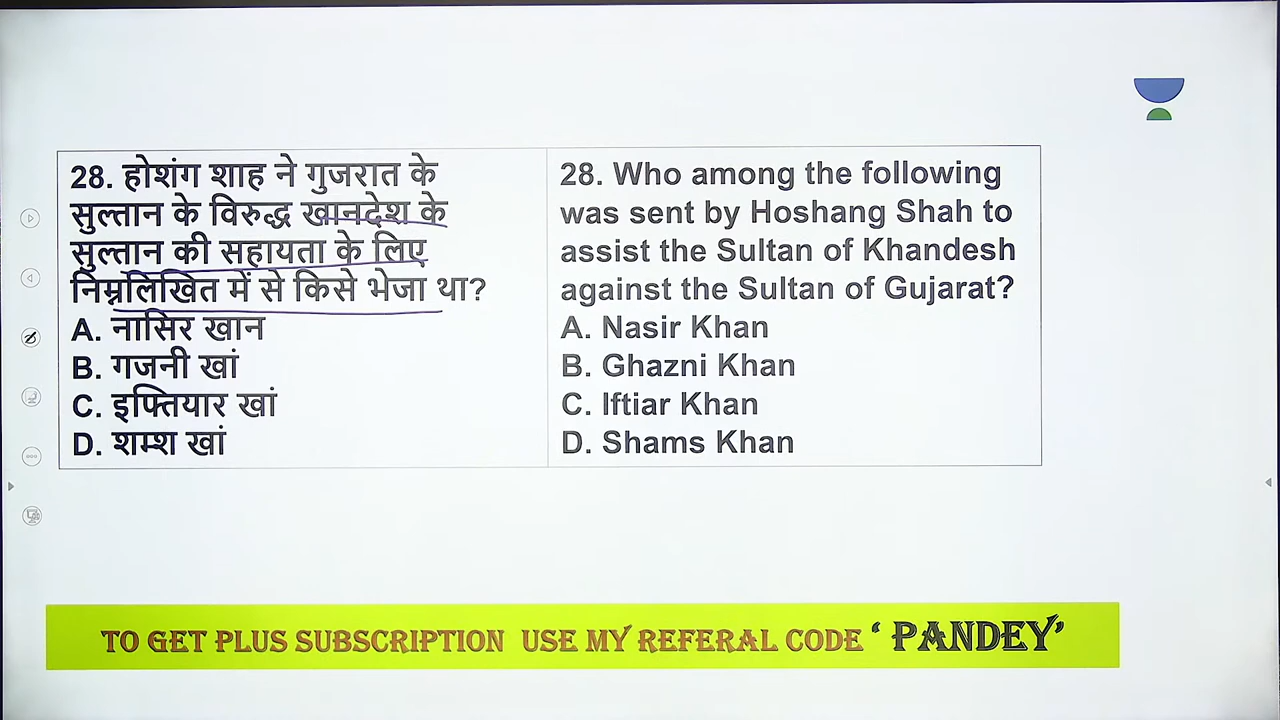 28. होशंग शाह ने गुजरात के
सुल्तान के विरुद्ध खानदेश के
सुल्तान की सहायता के लिए
निम्नलिखित में से किसे भेजा था?
A. नासिर खान
B. गजनी खां
C. इफ्तियार खां
D. शम्श खां
28. Who among the following
was sent by Hoshang Shah to
assist the Sultan of Khandesh
against the Sultan of Gujarat?
A. Nasir Khan
B. Ghazni Khan
C. Iftiar Khan
D. Shams Khan
TO GET PLUS SUBSCRIPTION USE MY REFERAL CODE ‘ PANDEY’